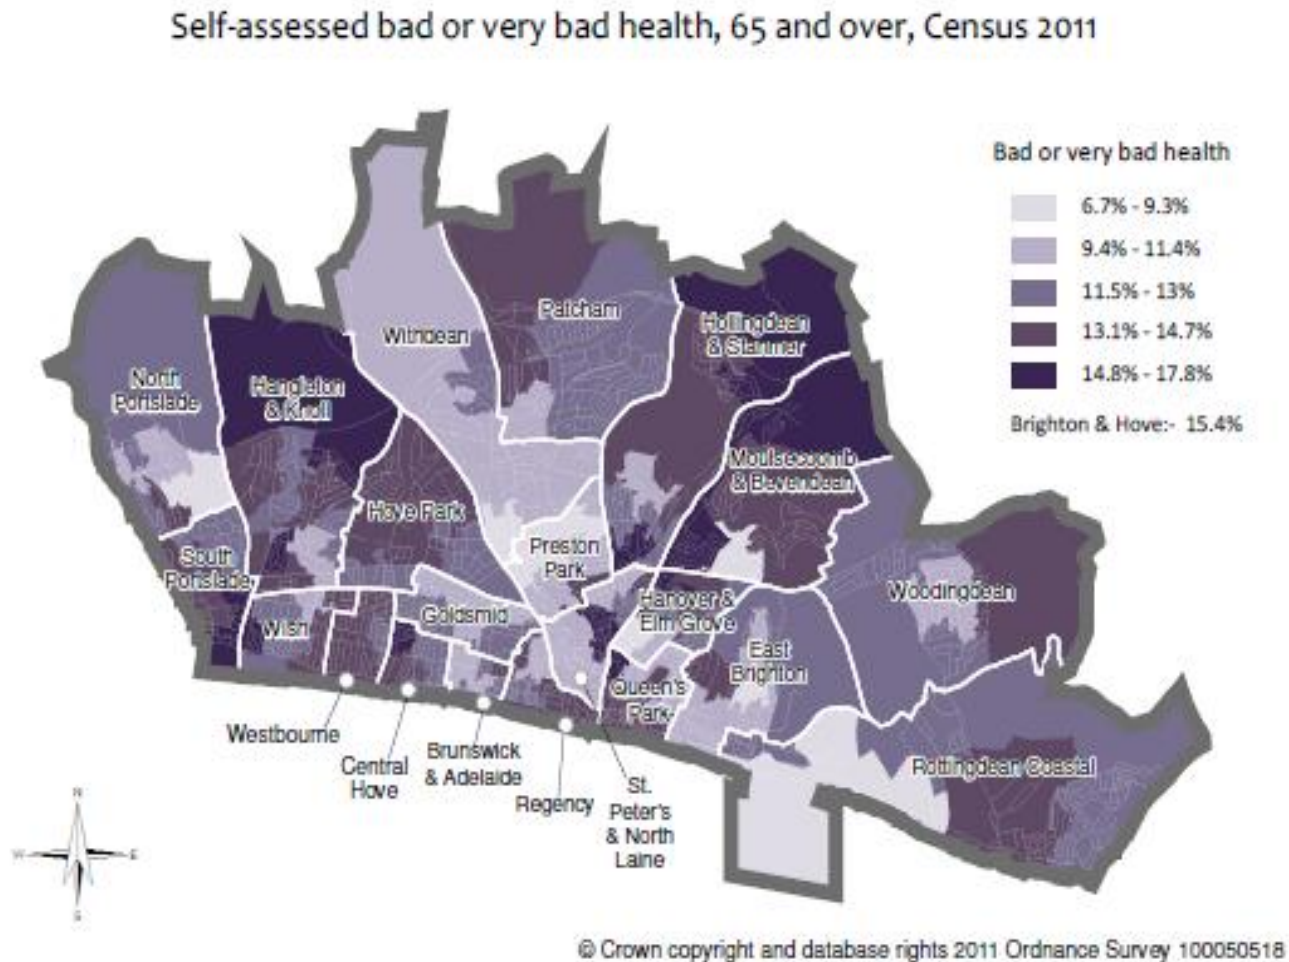 Self-assessed bad or very bad health, 65 and over, Census 2011
Bad or very bad health
6.7% - 9.3%
9.4% - 11.4%
11.5% - 13%
13.1% - 14.7%
14.8% - 17.8%
Brighton & Hove:- 15.4%
Patcham
Withdean
Hollingdean
& Stanmer
North
Portslade
Hangleton
& Knoll
Moulsecoomb
& Bevendean
Hove Park
Preston
Park
South
Portslade
Woodingdean
Hanover &
Elm Grove
Goldsmid
Wish
East
Brighton
Queen's
Park
Westbourne
Central
Hove
Brunswick
& Adelaide
Regency
St.
Peter's
& North
Laine
Rottingdean Coastal
N
W
E
S
© Crown copyright and database rights 2011 Ordnance Survey 100050518